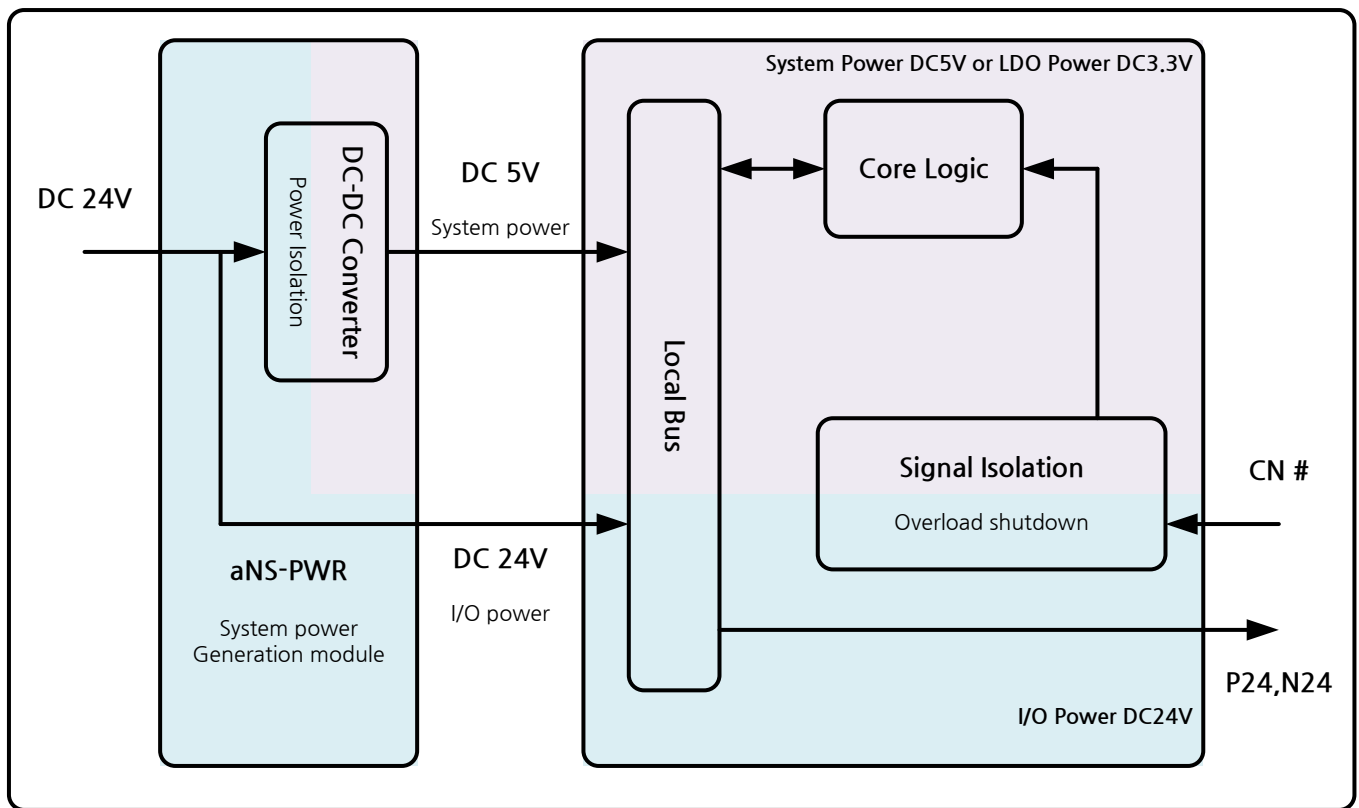 System Power DC5V or LDO Power DC3.3V
DC 24V
Power Isolation
DC-DC Converter
DC 5V
System power
Core Logic
Local Bus
Signal Isolation
Overload shutdown
CN #
aNS-PWR
System power
Generation module
DC 24V
I/O power
P24,N24
I/O Power DC24V